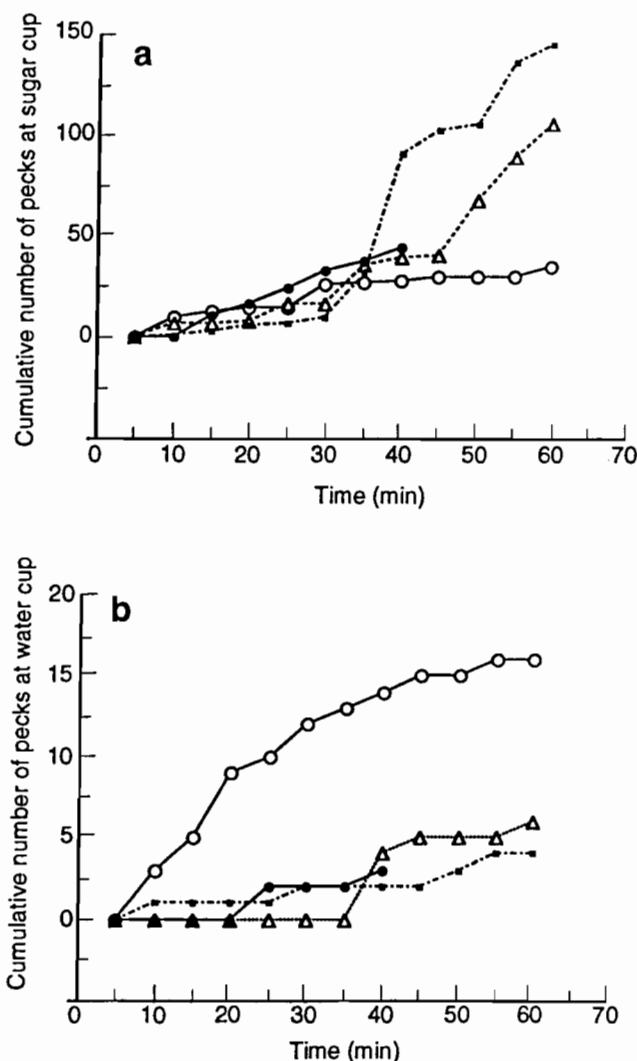 a
Cumulative number of pecks at sugar cup
150
100
50
0
0 10 20 30 40 50 60 70
Time (min)
b
Cumulative number of pecks at water cup
20
15
10
5
0
0 10 20 30 40 50 60 70
Time (min)